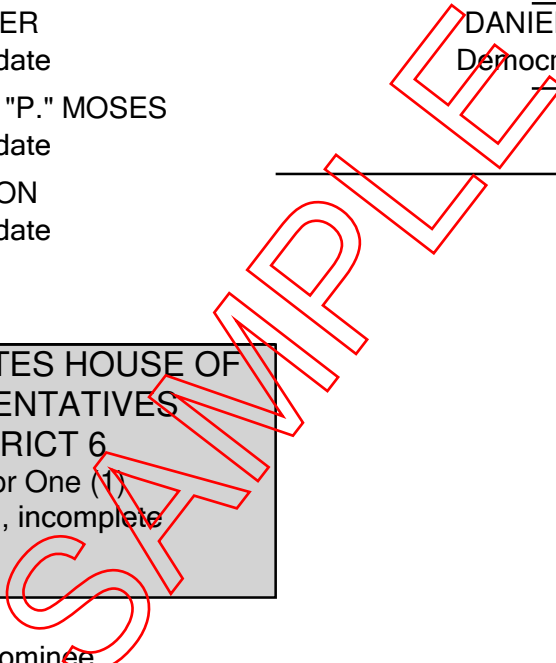 ER
date
"P." MOSES
date
ON
date
TES HOUSE OF
ENTATIVES
RICT 6
or One (1)
, incomplete
ominee
DANIE
Democr
SAMPLE